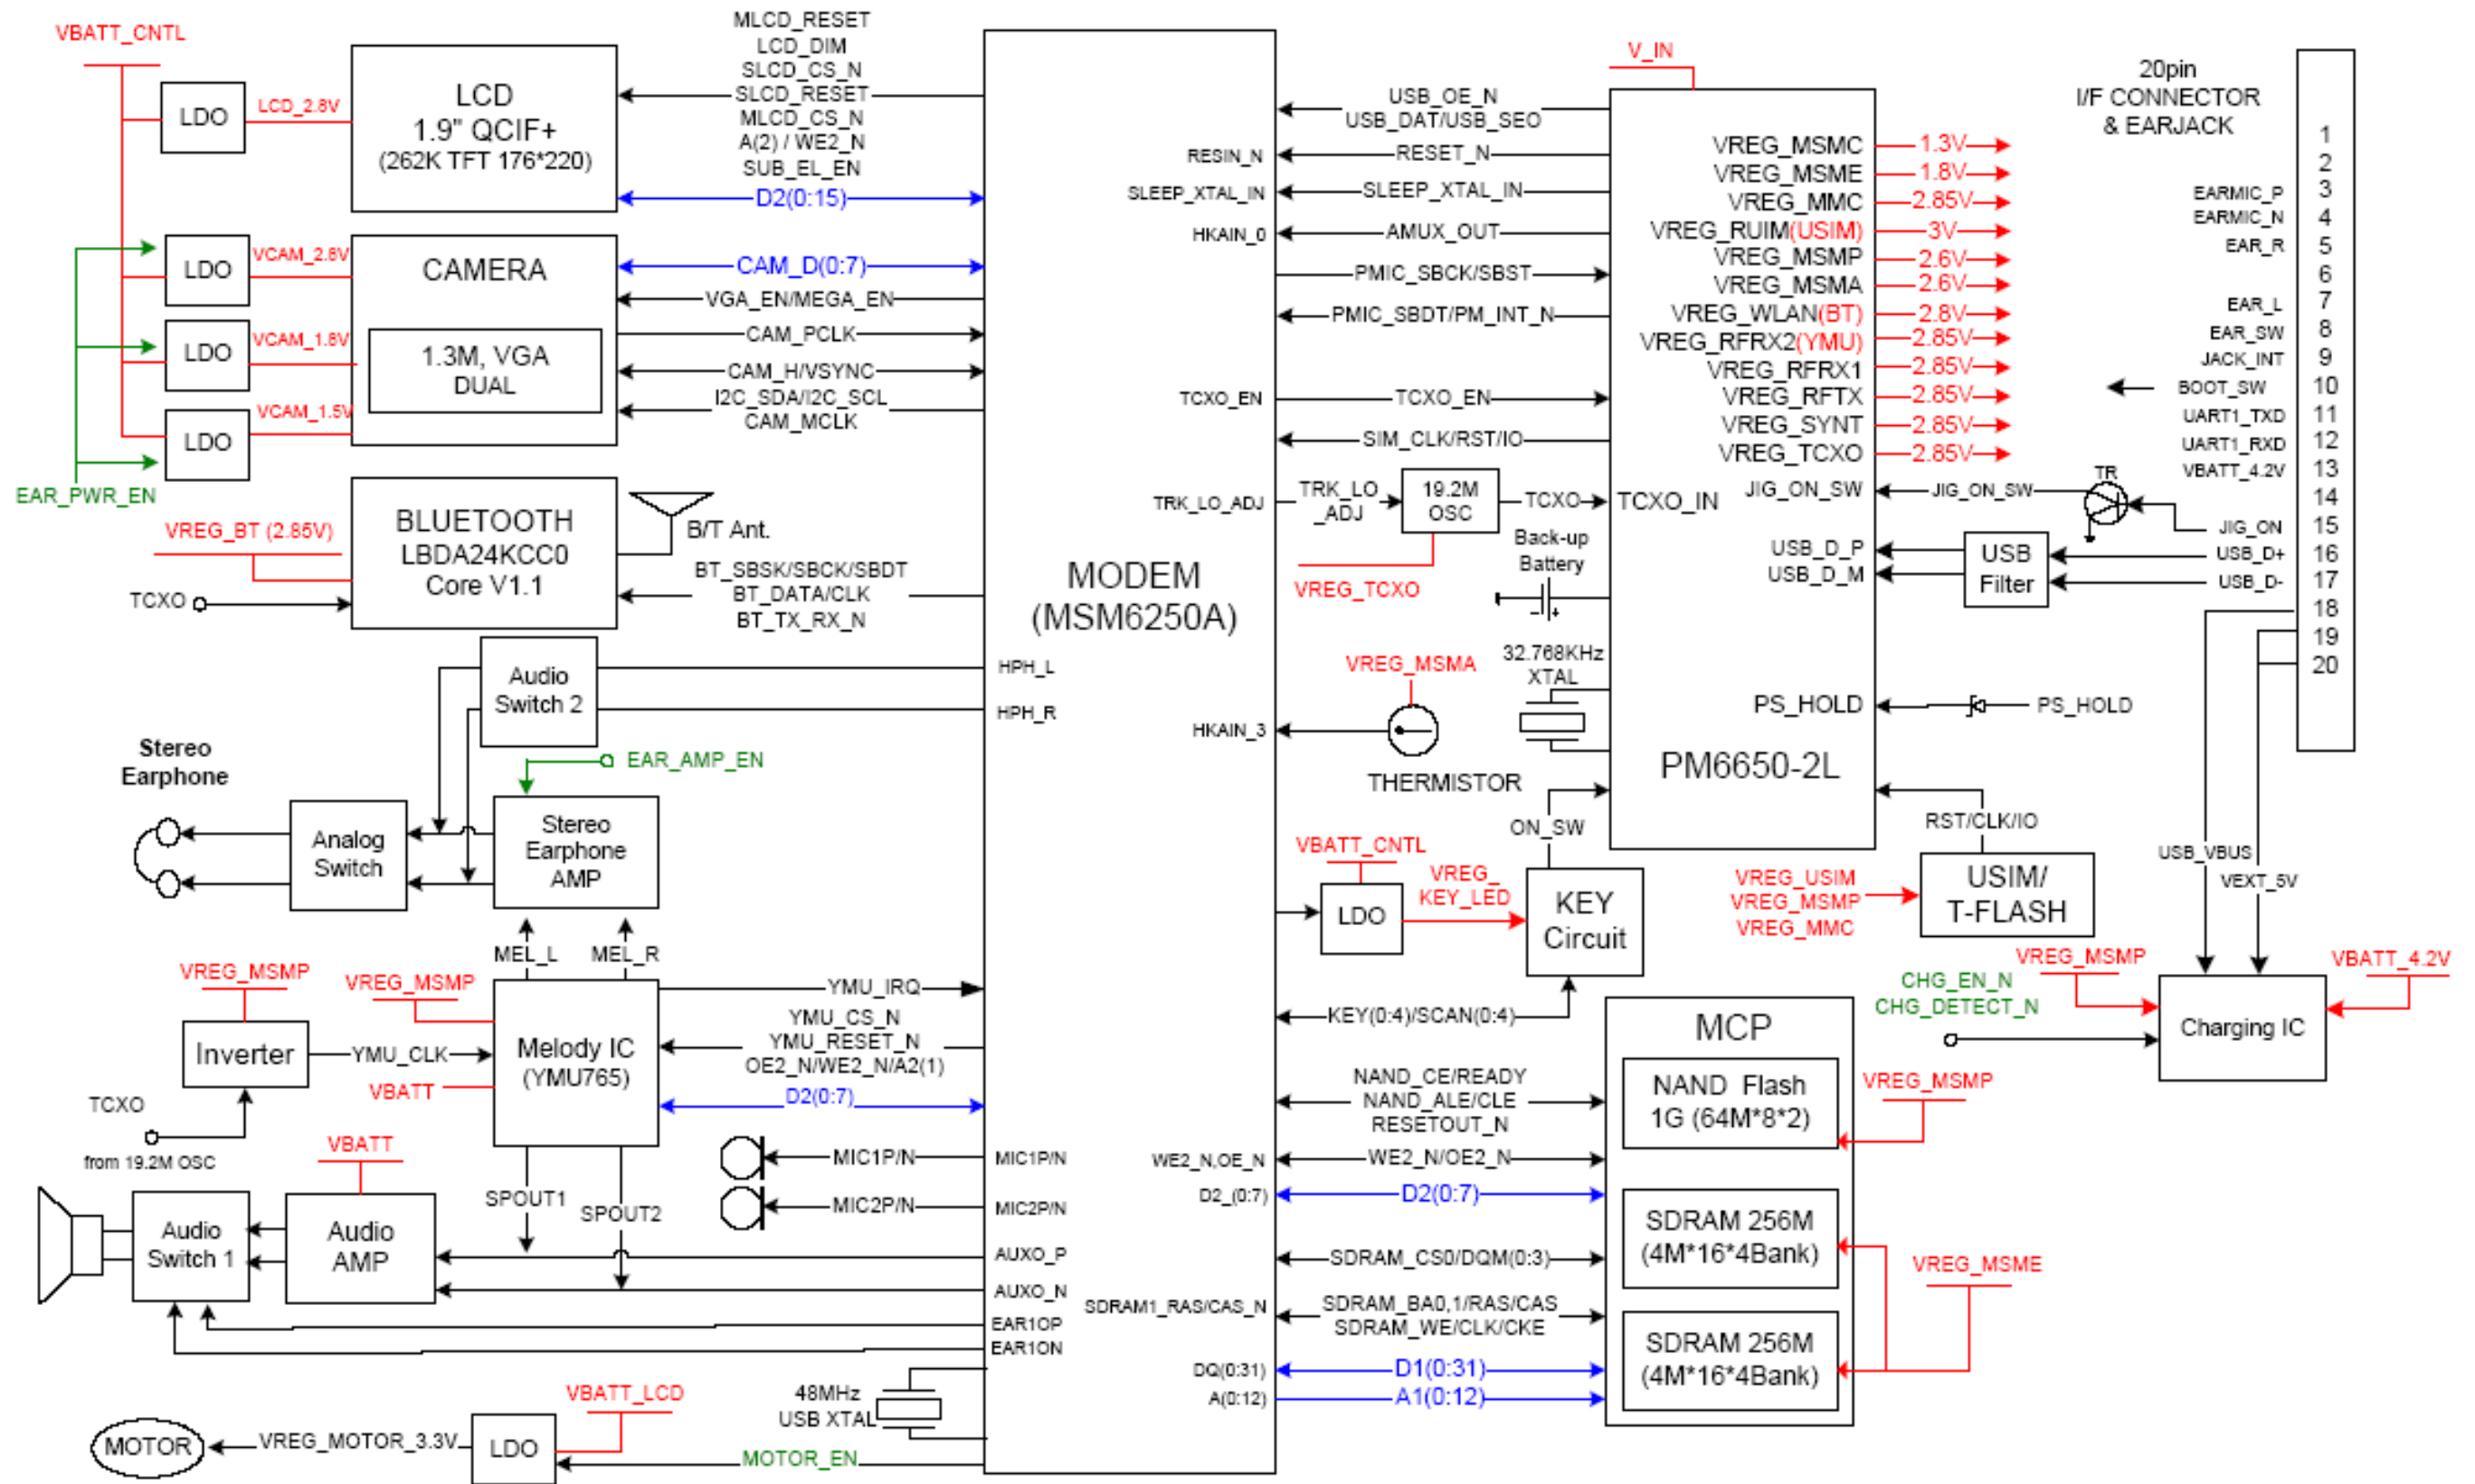 VBATT_CNTL
LDO
LCD_2.8V
LCD
1.9" QCIF+
(262K TFT 176*220)
MLCD_RESET
LCD_DIM
SLCD_CS_N
SLCD_RESET
MLCD_CS_N
A(2) / WE2_N
SUB_EL_EN
D2(0:15)
LDO
VCAM_2.8V
LDO
VCAM_1.8V
LDO
VCAM_1.5V
EAR_PWR_EN
CAMERA
1.3M, VGA
DUAL
CAM_D(0:7)
VGA_EN/MEGA_EN
CAM_PCLK
CAM_H/VSYNC
I2C_SDA/I2C_SCL
CAM_MCLK
VREG_BT (2.85V)
TCXO
BLUETOOTH
LBDA24KCC0
Core V1.1
B/T Ant.
BT_SBSK/SBCK/SBDT
BT_DATA/CLK
BT_TX_RX_N
Audio
Switch 2
HPH_L
HPH_R
EAR_AMP_EN
Stereo
Earphone
Analog
Switch
Stereo
Earphone
AMP
MEL_L
MEL_R
VREG_MSMP
VREG_MSMP
Inverter
YMU_CLK
VBATT
TCXO
from 19.2M OSC
Melody IC
(YMU765)
YMU_IRQ
YMU_CS_N
YMU_RESET_N
OE2_N/WE2_N/A2(1)
D2(0:7)
MIC1P/N
MIC1P/N
MIC2P/N
MIC2P/N
SPOUT1
SPOUT2
VBATT
Audio
Switch 1
Audio
AMP
AUXO_P
AUXO_N
EAR1OP
EAR1ON
48MHz
USB XTAL
VBATT_LCD
MOTOR
VREG_MOTOR_3.3V
LDO
MOTOR_EN
MODEM
(MSM6250A)
RESIN_N
SLEEP_XTAL_IN
HKAIN_0
TCXO_EN
TRK_LO_ADJ
HKAIN_3
WE2_N,OE_N
D2_(0:7)
SDRAM1_RAS/CAS_N
DQ(0:31)
A(0:12)
USB_OE_N
USB_DAT/USB_SEO
RESET_N
SLEEP_XTAL_IN
AMUX_OUT
PMIC_SBCK/SBST
PMIC_SBDT/PM_INT_N
TCXO_EN
SIM_CLK/RST/IO
TRK_LO
_ADJ
19.2M
OSC
TCXO
VREG_TCXO
Back-up
Battery
- +
32.768KHz
XTAL
VREG_MSMA
THERMISTOR
ON_SW
VBATT_CNTL
LDO
VREG_
KEY_LED
KEY
Circuit
KEY(0:4)/SCAN(0:4)
NAND_CE/READY
NAND_ALE/CLE
RESETOUT_N
WE2_N/OE2_N
D2(0:7)
SDRAM_CS0/DQM(0:3)
SDRAM_BA0,1/RAS/CAS
SDRAM_WE/CLK/CKE
D1(0:31)
A1(0:12)
V_IN
VREG_MSMC
1.3V
VREG_MSME
1.8V
VREG_MMC
2.85V
VREG_RUIM(USIM)
3V
VREG_MSMP
2.6V
VREG_MSMA
2.6V
VREG_WLAN(BT)
2.8V
VREG_RFRX2(YMU)
2.85V
VREG_RFRX1
2.85V
VREG_RFTX
2.85V
VREG_SYNT
2.85V
VREG_TCXO
2.85V
TCXO_IN
JIG_ON_SW
USB_D_P
USB_D_M
PS_HOLD
PM6650-2L
JIG_ON_SW
TR
USB
Filter
PS_HOLD
RST/CLK/IO
USIM/
T-FLASH
VREG_USIM
VREG_MSMP
VREG_MMC
MCP
NAND Flash
1G (64M*8*2)
SDRAM 256M
(4M*16*4Bank)
SDRAM 256M
(4M*16*4Bank)
VREG_MSMP
VREG_MSME
20pin
I/F CONNECTOR
& EARJACK
1
2
EARMIC_P 3
EARMIC_N 4
EAR_R 5
6
EAR_L 7
EAR_SW 8
JACK_INT 9
BOOT_SW 10
UART1_TXD 11
UART1_RXD 12
VBATT_4.2V 13
14
JIG_ON 15
USB_D+ 16
USB_D- 17
18
19
20
USB_VBUS
VEXT_5V
VREG_MSMP
VBATT_4.2V
CHG_EN_N
CHG_DETECT_N
Charging IC